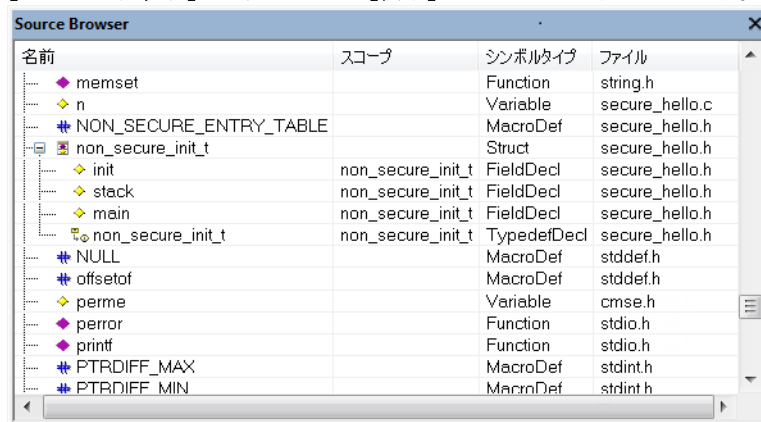 Source Browser
名前 スコープ シンボルタイプ ファイル
memset Function string.h
n Variable secure_hello.c
NON_SECURE_ENTRY_TABLE MacroDef secure_hello.h
non_secure_init_t Struct secure_hello.h
init non_secure_init_t FieldDecl secure_hello.h
stack non_secure_init_t FieldDecl secure_hello.h
main non_secure_init_t FieldDecl secure_hello.h
non_secure_init_t non_secure_init_t TypedefDecl secure_hello.h
NULL MacroDef stddef.h
offsetof MacroDef stddef.h
perme Variable cmse.h
perror Function stdio.h
printf Function stdio.h
PTRDIFF_MAX MacroDef stdint.h
PTRDIFF_MIN MacroDef stdint.h